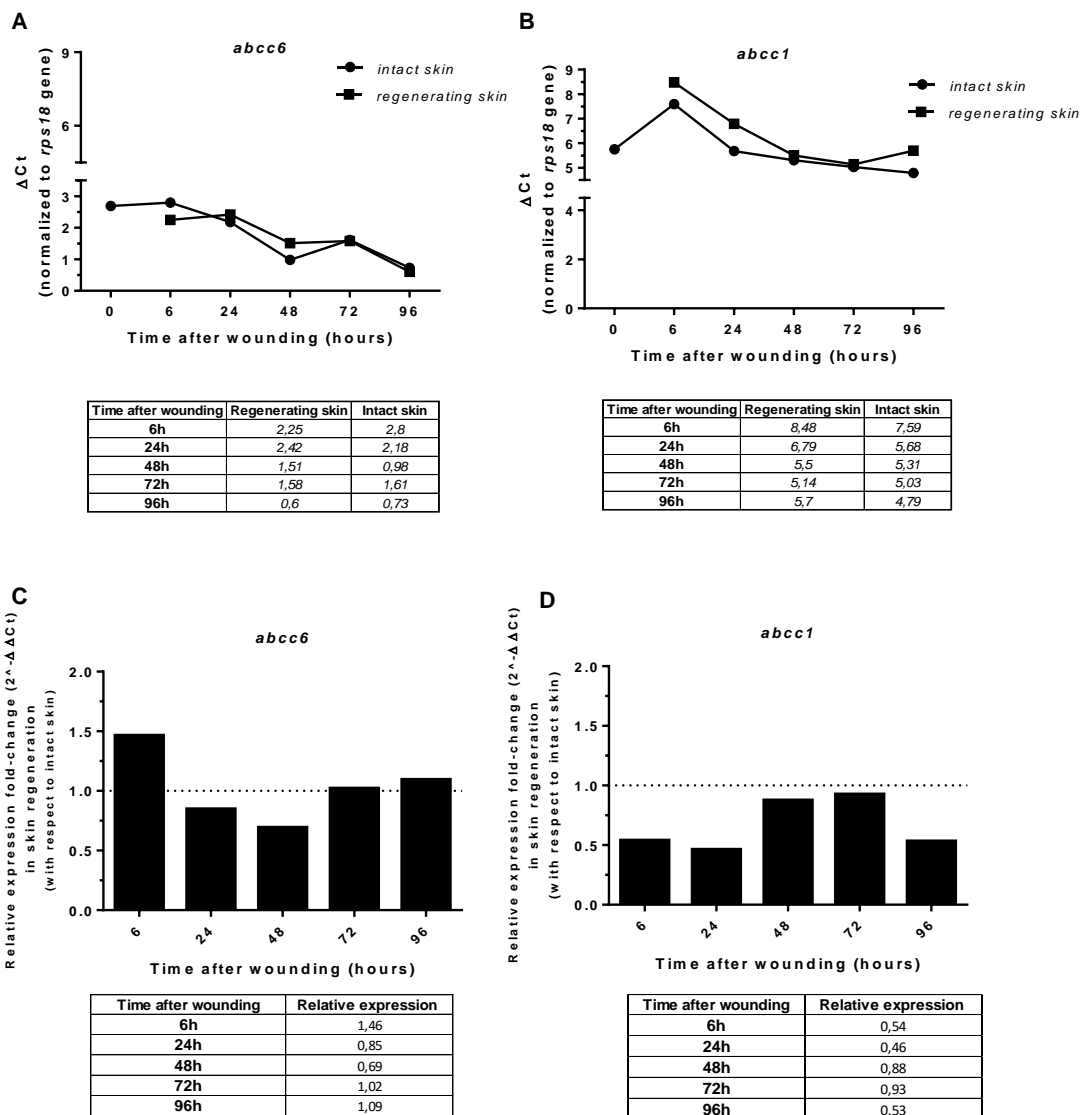 A
abcc6
intact skin
regenerating skin
ΔCt
(normalized to rps18 gene)
9
6
3
2
1
0
0 6 24 48 72 96
Time after wounding (hours)
Time after wounding Regenerating skin Intact skin
6h 2,25 2,8
24h 2,42 2,18
48h 1,51 0,98
72h 1,58 1,61
96h 0,6 0,73
B
abcc1
intact skin
regenerating skin
ΔCt
(normalized to rps18 gene)
9
8
7
6
5
4
2
0
0 6 24 48 72 96
Time after wounding (hours)
Time after wounding Regenerating skin Intact skin
6h 8,48 7,59
24h 6,79 5,68
48h 5,5 5,31
72h 5,14 5,03
96h 5,7 4,79
C
abcc6
Relative expression fold-change (2^-ΔΔCt)
in skin regeneration
(with respect to intact skin)
2.0
1.5
1.0
0.5
0.0
6 24 48 72 96
Time after wounding (hours)
Time after wounding Relative expression
6h 1,46
24h 0,85
48h 0,69
72h 1,02
96h 1,09
D
abcc1
Relative expression fold-change (2^-ΔΔCt)
in skin regeneration
(with respect to intact skin)
2.0
1.5
1.0
0.5
0.0
6 24 48 72 96
Time after wounding (hours)
Time after wounding Relative expression
6h 0,54
24h 0,46
48h 0,88
72h 0,93
96h 0,53